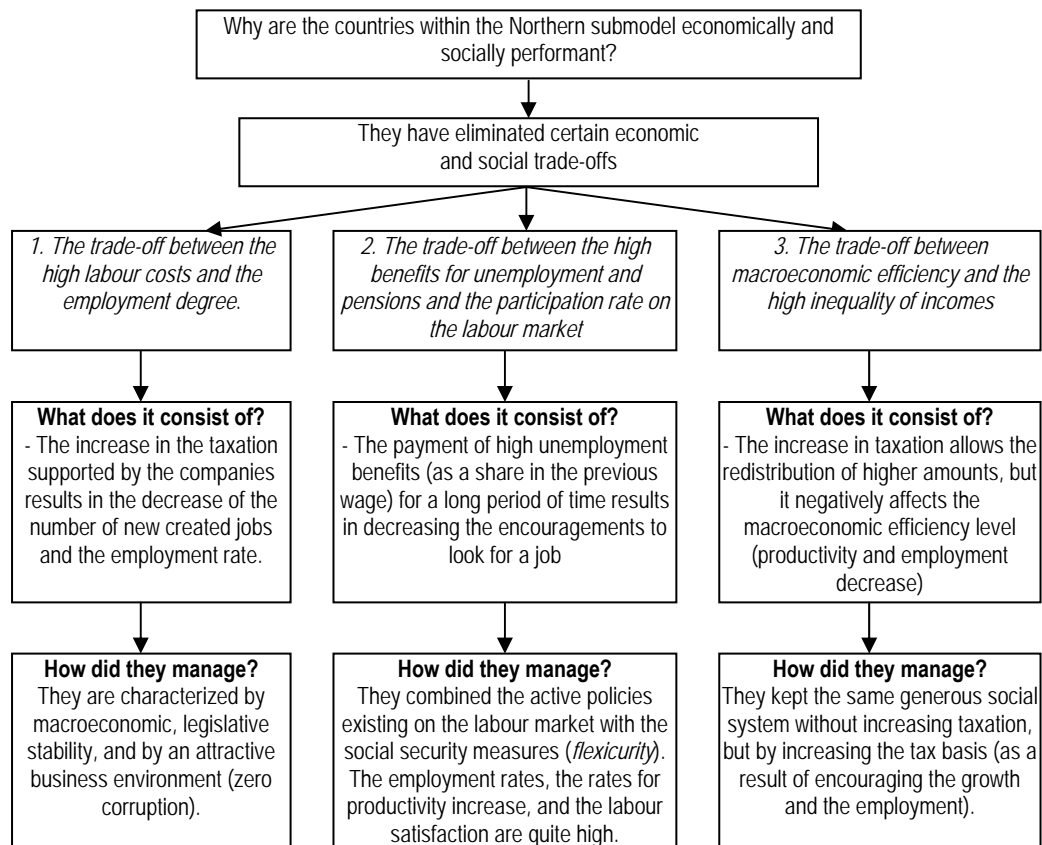 Why are the countries within the Northern submodel economically and
socially performant?
They have eliminated certain economic
and social trade-offs
1. The trade-off between the
high labour costs and the
employment degree.
2. The trade-off between the high
benefits for unemployment and
pensions and the participation rate on
the labour market
3. The trade-off between
macroeconomic efficiency and the
high inequality of incomes
What does it consist of?
- The increase in the taxation
supported by the companies
results in the decrease of the
number of new created jobs
and the employment rate.
What does it consist of?
- The payment of high unemployment
benefits (as a share in the previous
wage) for a long period of time results
in decreasing the encouragements to
look for a job
What does it consist of?
- The increase in taxation allows the
redistribution of higher amounts, but
it negatively affects the
macroeconomic efficiency level
(productivity and employment
decrease)
How did they manage?
They are characterized by
macroeconomic, legislative
stability, and by an attractive
business environment (zero
corruption).
How did they manage?
They combined the active policies
existing on the labour market with the
social security measures (flexicurity).
The employment rates, the rates for
productivity increase, and the labour
satisfaction are quite high.
How did they manage?
They kept the same generous social
system without increasing taxation,
but by increasing the tax basis (as a
result of encouraging the growth
and the employment).